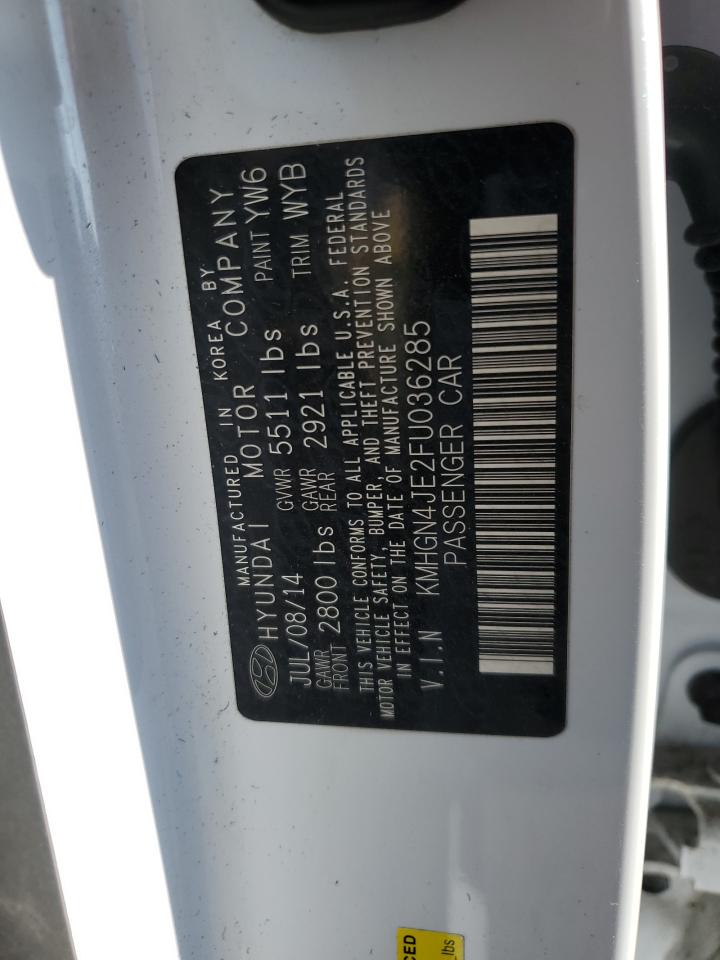 MANUFACTURED IN KOREA BY
HYUNDAI MOTOR COMPANY
JUL/08/14 GVWR 5511 lbs PAINT YW6
GAWR FRONT 2800 lbs GAWR REAR 2921 lbs TRIM WYB
THIS VEHICLE CONFORMS TO ALL APPLICABLE U.S.A. FEDERAL
MOTOR VEHICLE SAFETY, BUMPER, AND THEFT PREVENTION STANDARDS
IN EFFECT ON THE DATE OF MANUFACTURE SHOWN ABOVE
V.I.N KMHGN4JE2FU036285
PASSENGER CAR
lbs